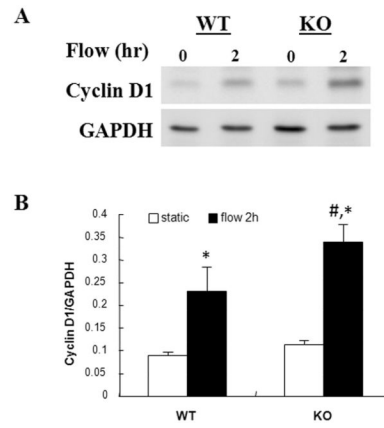 A
WT KO
Flow (hr) 0 2 0 2
Cyclin D1
GAPDH
B
0.4
0.35
0.3
0.25
0.2
0.15
0.1
0.05
0
Cyclin D1/GAPDH
static flow 2h
*
#,*
WT KO